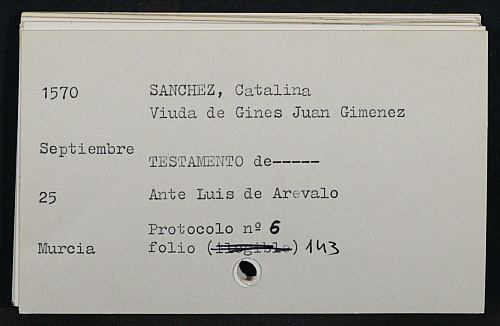 1570 SANCHEZ, Catalina
Viuda de Gines Juan Gimenez
Septiembre
TESTAMENTO de-----
25 Ante Luis de Arevalo
Protocolo nº 6
Murcia folio (ilegible) 143